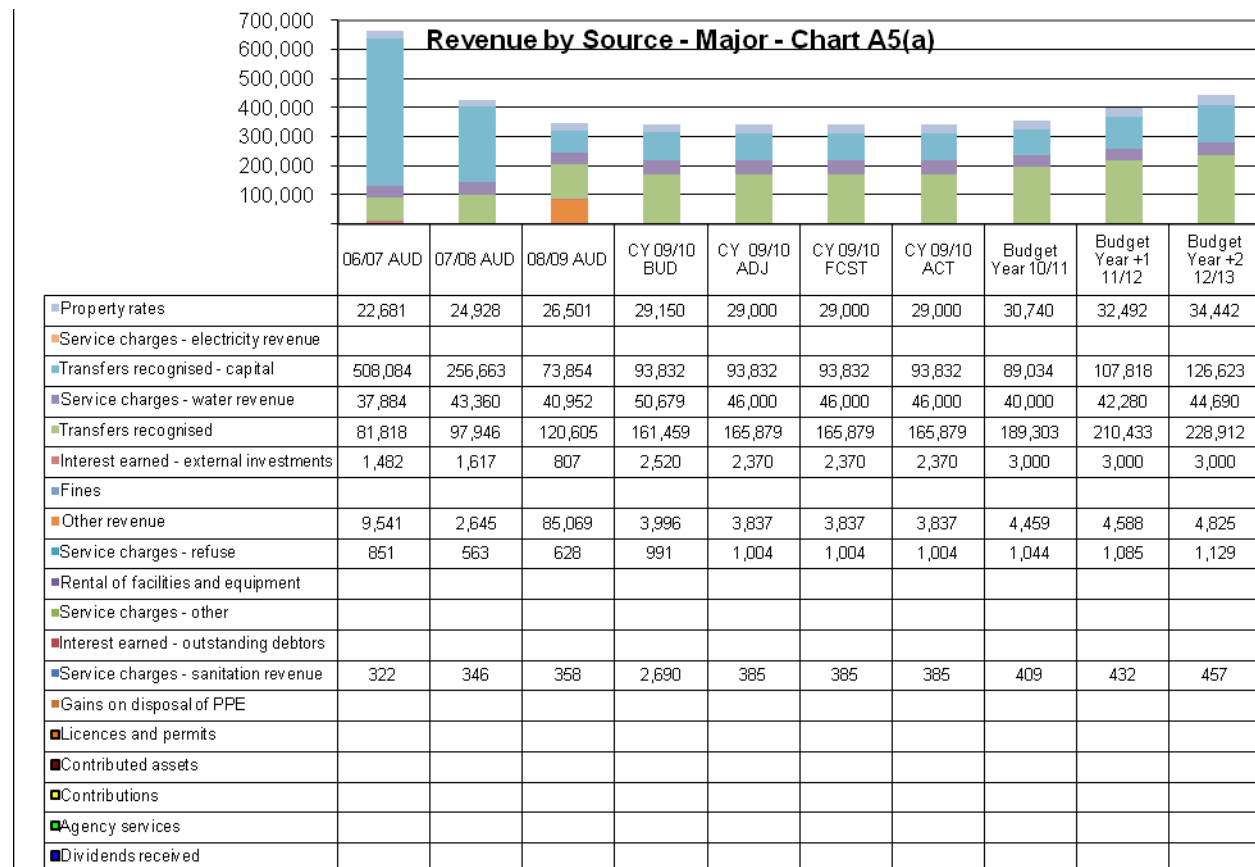 Revenue by Source - Major - Chart A5(a)
700,000
600,000
500,000
400,000
300,000
200,000
100,000
06/07 AUD 07/08 AUD 08/09 AUD CY 09/10 BUD CY 09/10 ADJ CY 09/10 FCST CY 09/10 ACT Budget Year 10/11 Budget Year +1 11/12 Budget Year +2 12/13
Property rates 22,681 24,928 26,501 29,150 29,000 29,000 29,000 30,740 32,492 34,442
Service charges - electricity revenue
Transfers recognised - capital 508,084 256,663 73,854 93,832 93,832 93,832 93,832 89,034 107,818 126,623
Service charges - water revenue 37,884 43,360 40,952 50,679 46,000 46,000 46,000 40,000 42,280 44,690
Transfers recognised 81,818 97,946 120,605 161,459 165,879 165,879 165,879 189,303 210,433 228,912
Interest earned - external investments 1,482 1,617 807 2,520 2,370 2,370 2,370 3,000 3,000 3,000
Fines
Other revenue 9,541 2,645 85,069 3,996 3,837 3,837 3,837 4,459 4,588 4,825
Service charges - refuse 851 563 628 991 1,004 1,004 1,004 1,044 1,085 1,129
Rental of facilities and equipment
Service charges - other
Interest earned - outstanding debtors
Service charges - sanitation revenue 322 346 358 2,690 385 385 385 409 432 457
Gains on disposal of PPE
Licences and permits
Contributed assets
Contributions
Agency services
Dividends received